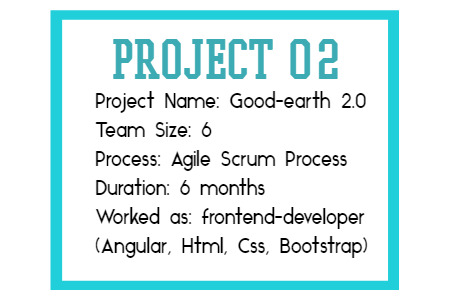 PROJECT 02
Project Name: Good-earth 2.0
Team Size: 6
Process: Agile Scrum Process
Duration: 6 months
Worked as: frontend-developer
(Angular, Html, Css, Bootstrap)